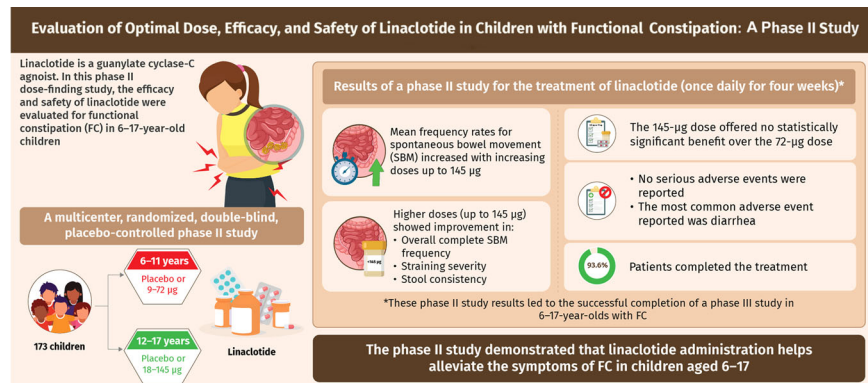 Evaluation of Optimal Dose, Efficacy, and Safety of Linaclotide in Children with Functional Constipation: A Phase II Study
Linaclotide is a guanylate cyclase-C
agnoist. In this phase II
dose-finding study, the efficacy
and safety of linaclotide were
evaluated for functional
constipation (FC) in 6–17-year-old
children
A multicenter, randomized, double-blind,
placebo-controlled phase II study
173 children
6–11 years
Placebo or
9–72 μg
12–17 years
Placebo or
18–145 μg
Linaclotide
Results of a phase II study for the treatment of linaclotide (once daily for four weeks)*
Mean frequency rates for
spontaneous bowel movement
(SBM) increased with increasing
doses up to 145 μg
Higher doses (up to 145 μg)
showed improvement in:
• Overall complete SBM
frequency
• Straining severity
• Stool consistency
The 145-μg dose offered no statistically
significant benefit over the 72-μg dose
• No serious adverse events were
reported
• The most common adverse event
reported was diarrhea
93.6%
Patients completed the treatment
*These phase II study results led to the successful completion of a phase III study in
6–17-year-olds with FC
The phase II study demonstrated that linaclotide administration helps
alleviate the symptoms of FC in children aged 6–17